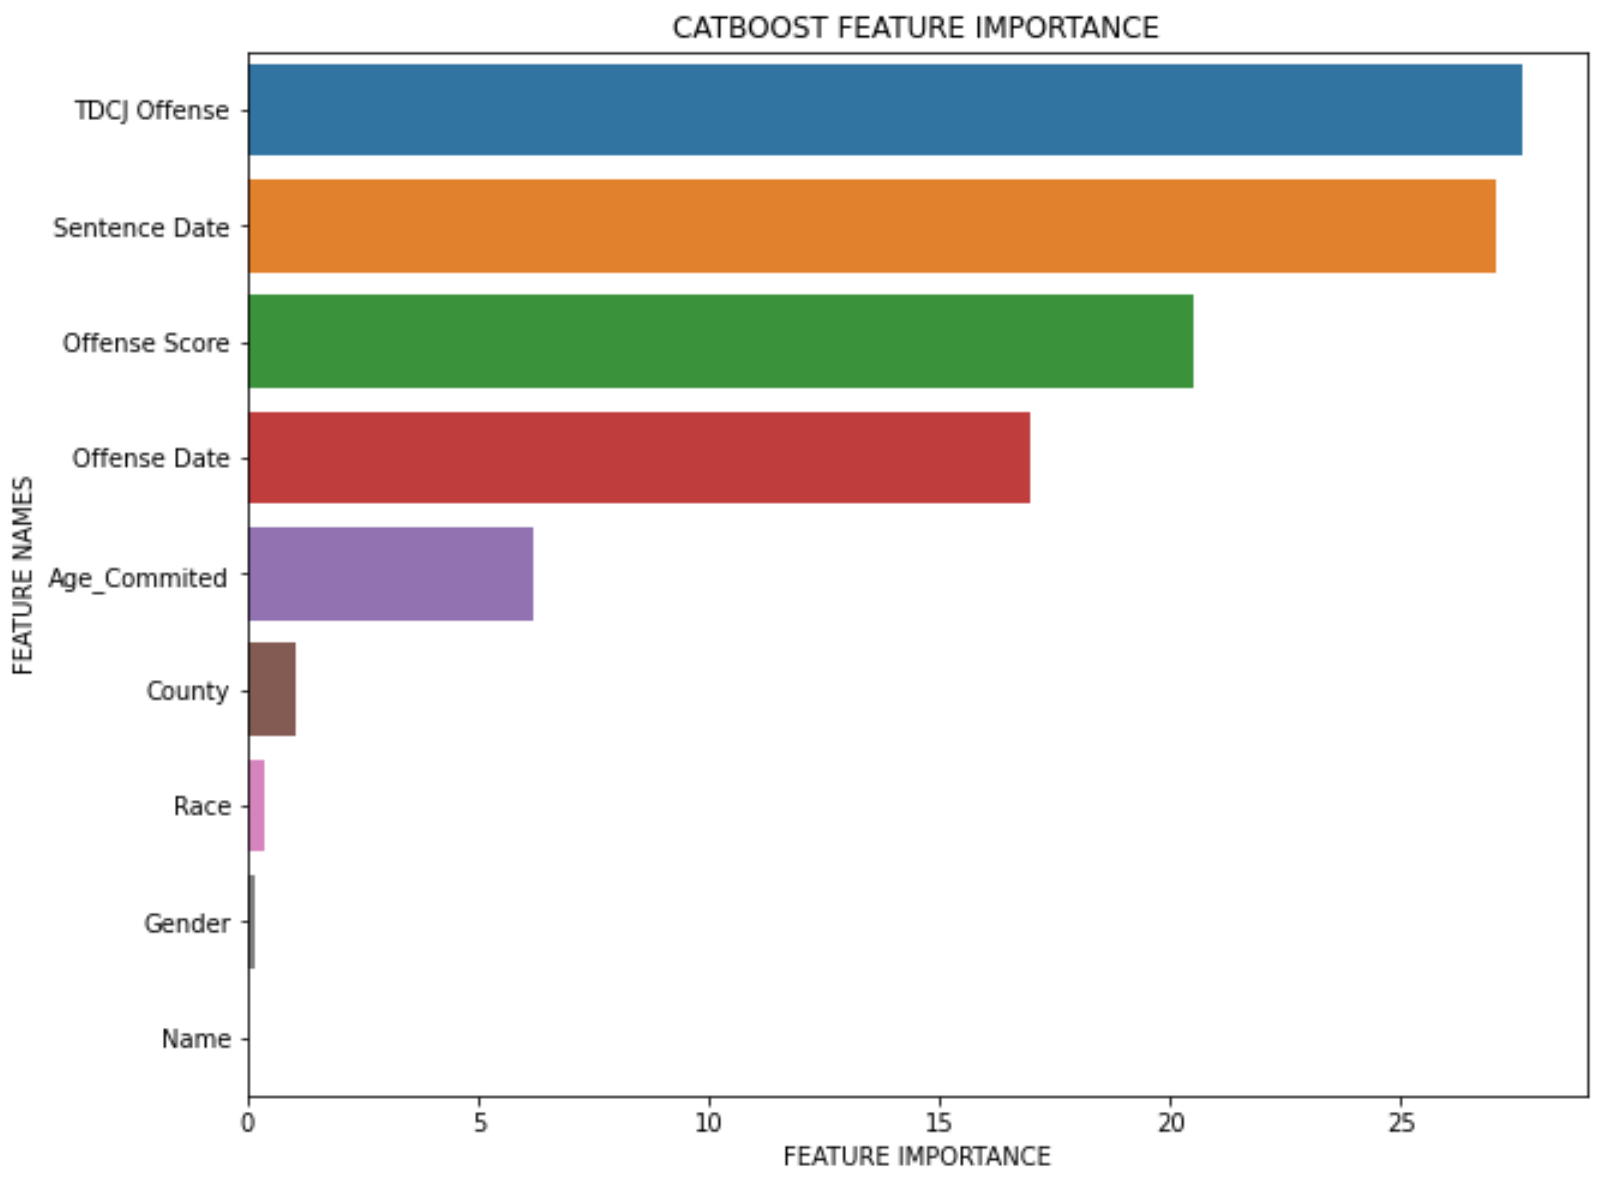 CATBOOST FEATURE IMPORTANCE
TDCJ Offense
Sentence Date
Offense Score
Offense Date
Age_Commited
County
Race
Gender
Name
FEATURE NAMES
0 5 10 15 20 25
FEATURE IMPORTANCE